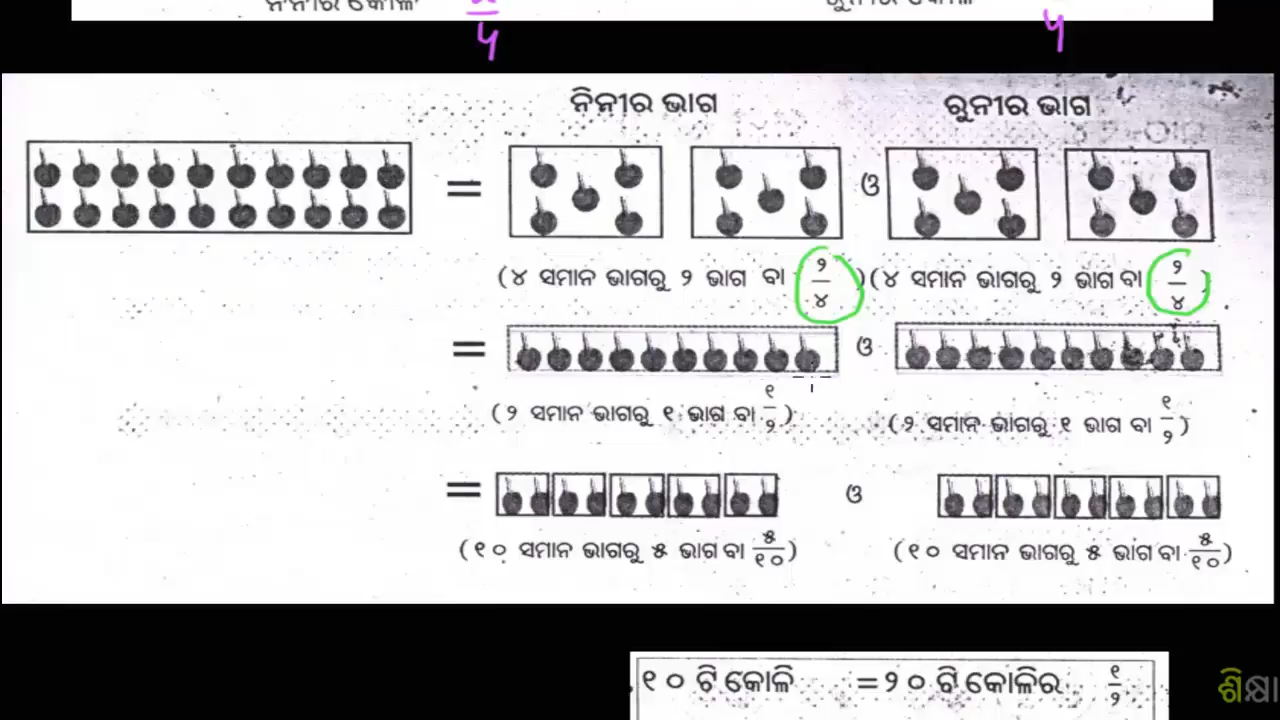 ନିନୀର କୋଳି
୫
ରୁନୀର କୋଳି
୫
ନିନୀର ଭାଗ ରୁନୀର ଭାଗ
= ଓ
(୪ ସମାନ ଭାଗରୁ ୨ ଭାଗ ବା ୨/୪) (୪ ସମାନ ଭାଗରୁ ୨ ଭାଗ ବା ୨/୪)
= ଓ
(୨ ସମାନ ଭାଗରୁ ୧ ଭାଗ ବା ୧/୨) (୨ ସମାନ ଭାଗରୁ ୧ ଭାଗ ବା ୧/୨)
= ଓ
(୧୦ ସମାନ ଭାଗରୁ ୫ ଭାଗ ବା ୫/୧୦) (୧୦ ସମାନ ଭାଗରୁ ୫ ଭାଗ ବା ୫/୧୦)
୧୦ ଟି କୋଳି = ୨୦ ଟି କୋଳିର ୧/୨
ଶିକ୍ଷା